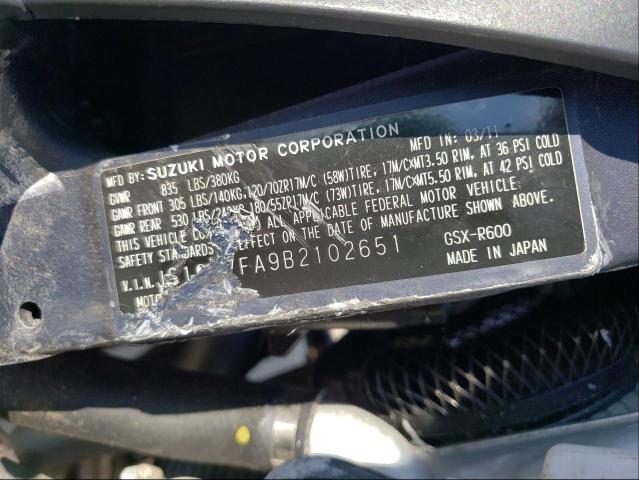 MFD BY: SUZUKI MOTOR CORPORATION MFD IN: 03/11
GVWR 835 LBS/380KG
GAWR FRONT 305 LBS/140KG, 120/70ZR17M/C (58W)TIRE, 17M/CXMT3.50 RIM, AT 36 PSI COLD
GAWR REAR 530 LBS/240KG, 180/55ZR17M/C (73W)TIRE, 17M/CXMT5.50 RIM, AT 42 PSI COLD
THIS VEHICLE ALL APPLICABLE FEDERAL MOTOR VEHICLE
SAFETY STANDARDS EFFECT ON THE DATE OF MANUFACTURE SHOWN ABOVE.
V.I.N. JS1 FA9B2102651 GSX-R600
MADE IN JAPAN